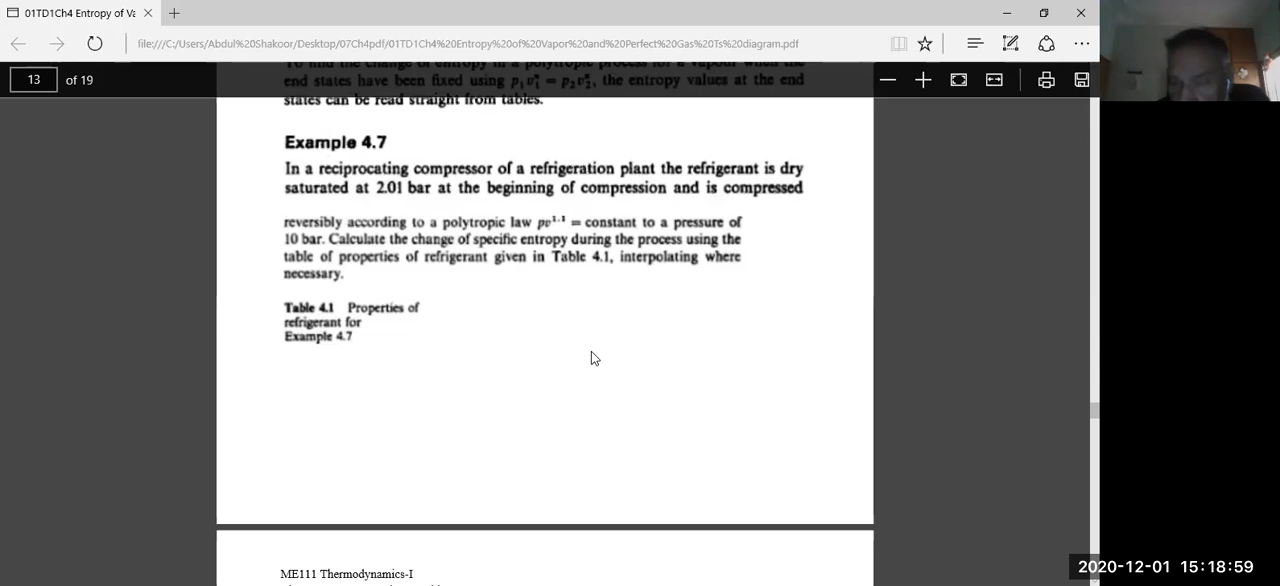 01TD1Ch4 Entropy of Va
file:///C:/Users/Abdul%20Shakoor/Desktop/07Ch4pdf/01TD1Ch4%20Entropy%20of%20Vapor%20and%20Perfect%20Gas%20Ts%20diagram.pdf
13 of 19
To find the change of entropy in a polytropic process for a vapour when the
end states have been fixed using p₁v₁ⁿ = p₂v₂ⁿ, the entropy values at the end
states can be read straight from tables.
Example 4.7
In a reciprocating compressor of a refrigeration plant the refrigerant is dry
saturated at 2.01 bar at the beginning of compression and is compressed
reversibly according to a polytropic law pv¹·¹ = constant to a pressure of
10 bar. Calculate the change of specific entropy during the process using the
table of properties of refrigerant given in Table 4.1, interpolating where
necessary.
Table 4.1 Properties of
refrigerant for
Example 4.7
ME111 Thermodynamics-I
2020-12-01 15:18:59